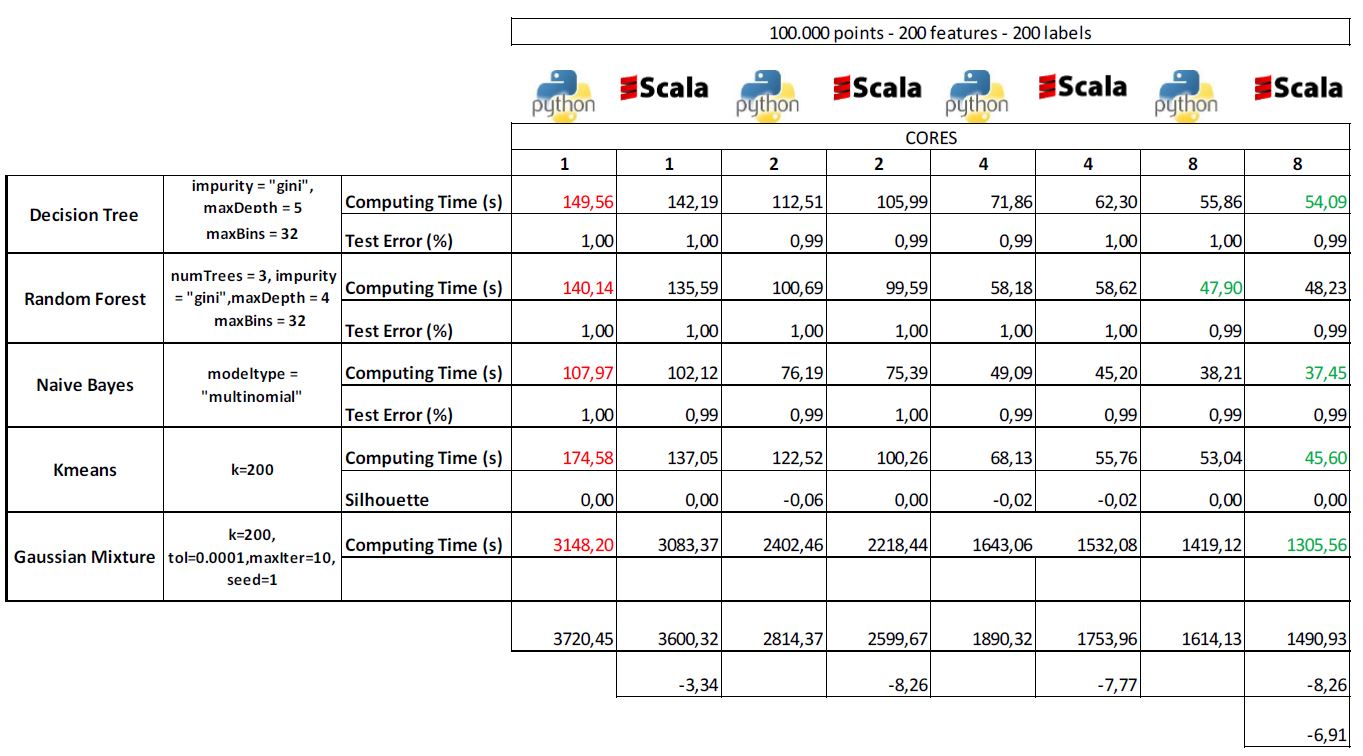 100.000 points - 200 features - 200 labels
python Scala python Scala python Scala python Scala
CORES
1 1 2 2 4 4 8 8
Decision Tree
impurity = "gini",
maxDepth = 5
maxBins = 32
Computing Time (s) 149,56 142,19 112,51 105,99 71,86 62,30 55,86 54,09
Test Error (%) 1,00 1,00 0,99 0,99 0,99 1,00 1,00 0,99
Random Forest
numTrees = 3, impurity
= "gini",maxDepth = 4
maxBins = 32
Computing Time (s) 140,14 135,59 100,69 99,59 58,18 58,62 47,90 48,23
Test Error (%) 1,00 1,00 1,00 1,00 1,00 1,00 0,99 0,99
Naive Bayes
modeltype =
"multinomial"
Computing Time (s) 107,97 102,12 76,19 75,39 49,09 45,20 38,21 37,45
Test Error (%) 1,00 0,99 0,99 1,00 0,99 0,99 0,99 0,99
Kmeans
k=200
Computing Time (s) 174,58 137,05 122,52 100,26 68,13 55,76 53,04 45,60
Silhouette 0,00 0,00 -0,06 0,00 -0,02 -0,02 0,00 0,00
Gaussian Mixture
k=200,
tol=0.0001,maxIter=10,
seed=1
Computing Time (s) 3148,20 3083,37 2402,46 2218,44 1643,06 1532,08 1419,12 1305,56
3720,45 3600,32 2814,37 2599,67 1890,32 1753,96 1614,13 1490,93
-3,34 -8,26 -7,77 -8,26
-6,91